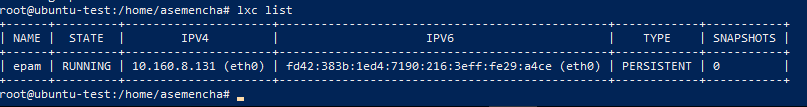 root@ubuntu-test:/home/asemencha# lxc list
+------+---------+---------------------+-----------------------------------------------+------------+-----------+
| NAME | STATE | IPV4 | IPV6 | TYPE | SNAPSHOTS |
+------+---------+---------------------+-----------------------------------------------+------------+-----------+
| epam | RUNNING | 10.160.8.131 (eth0) | fd42:383b:1ed4:7190:216:3eff:fe29:a4ce (eth0) | PERSISTENT | 0 |
+------+---------+---------------------+-----------------------------------------------+------------+-----------+
root@ubuntu-test:/home/asemencha# _